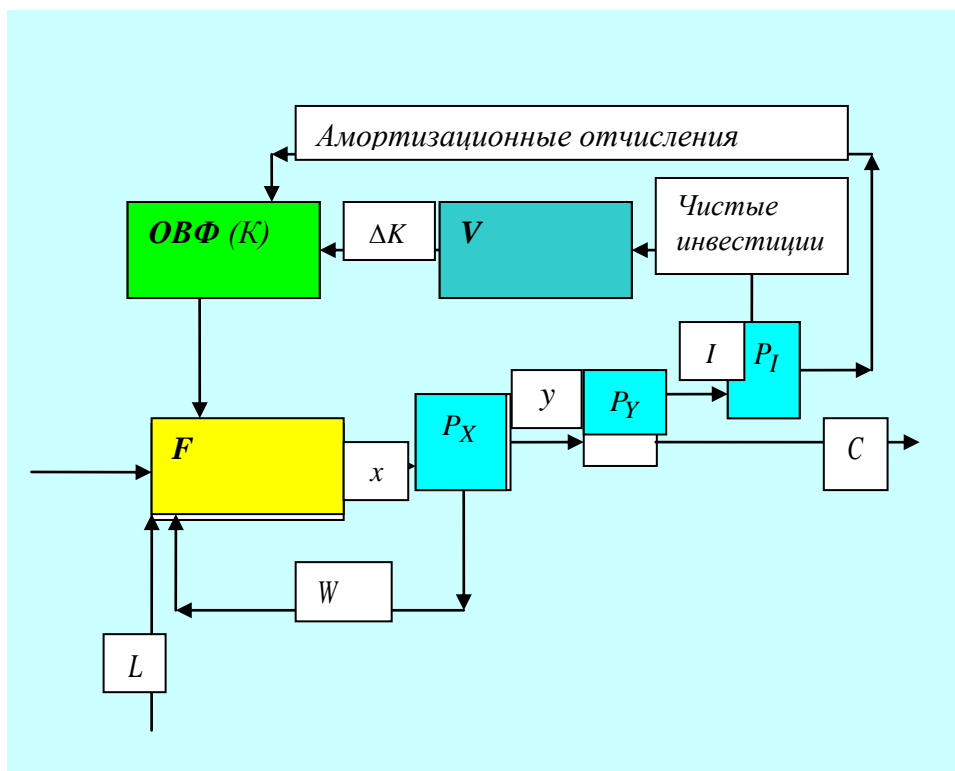 Амортизационные отчисления
ОВФ (К)
ΔK
V
Чистые
инвестиции
I
P_I
y
P_Y
P_X
F
x
C
W
L